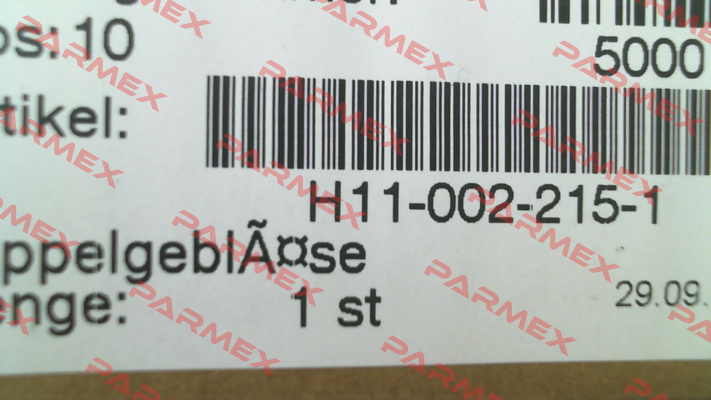 os:10
5000
tikel:
H11-002-215-1
ppelgeblÃ¤se
enge: 1 st
29.09.
PARMEX